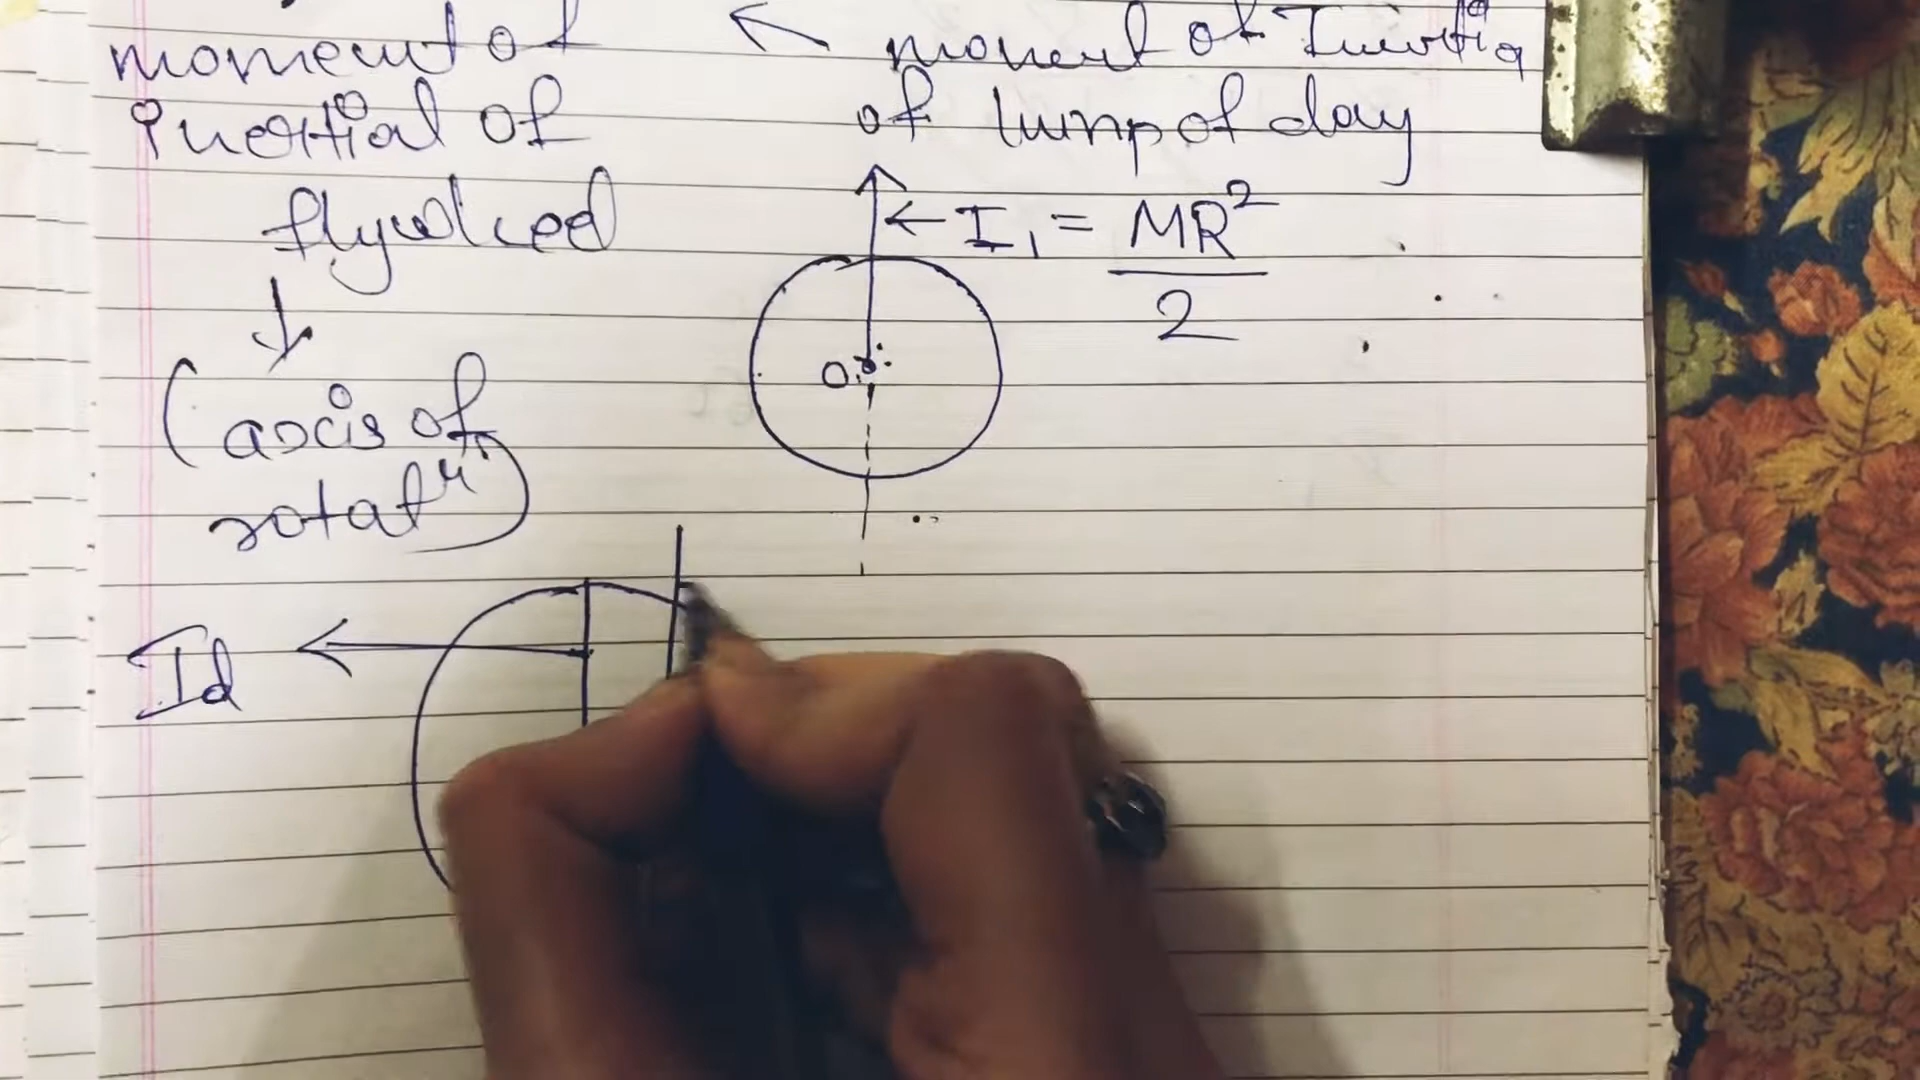 moment of
inertial of
flywheel
(axis of
rotatn)
← moment of Inertia
of lump of clay
← I1 = MR²
2
O
Id